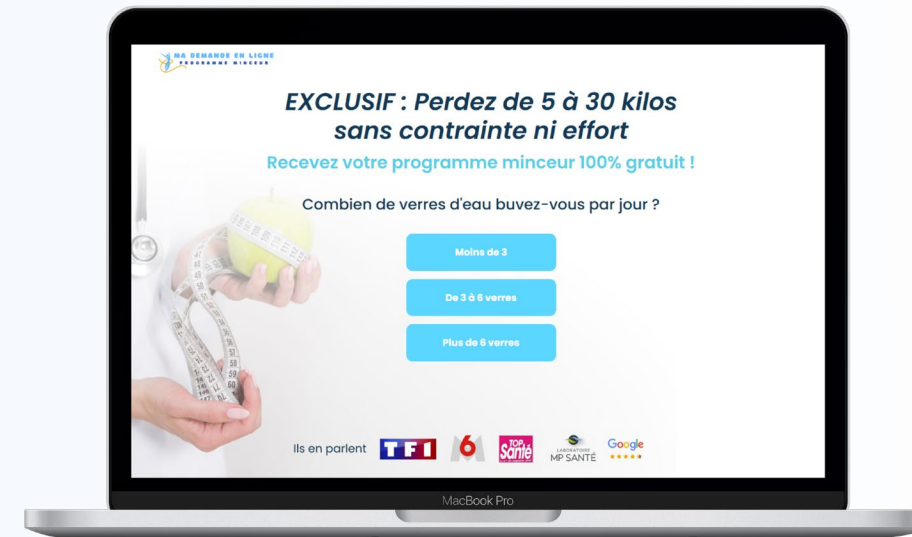 MA DEMANDE EN LIGNE
PROGRAMME MINCEUR
EXCLUSIF : Perdez de 5 à 30 kilos
sans contrainte ni effort
Recevez votre programme minceur 100% gratuit !
Combien de verres d'eau buvez-vous par jour ?
Moins de 3
De 3 à 6 verres
Plus de 6 verres
Ils en parlent
TF1
M6
TOP Santé
LABORATOIRE
MP SANTÉ
Google
MacBook Pro